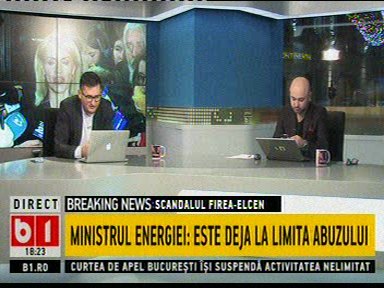 DIRECT
BREAKING NEWS SCANDALUL FIREA-ELCEN
b1
MINISTRUL ENERGIEI: ESTE DEJA LA LIMITA ABUZULUI
18:23
B1.RO
CURTEA DE APEL BUCUREȘTI ÎȘI SUSPENDĂ ACTIVITATEA NELIMITAT